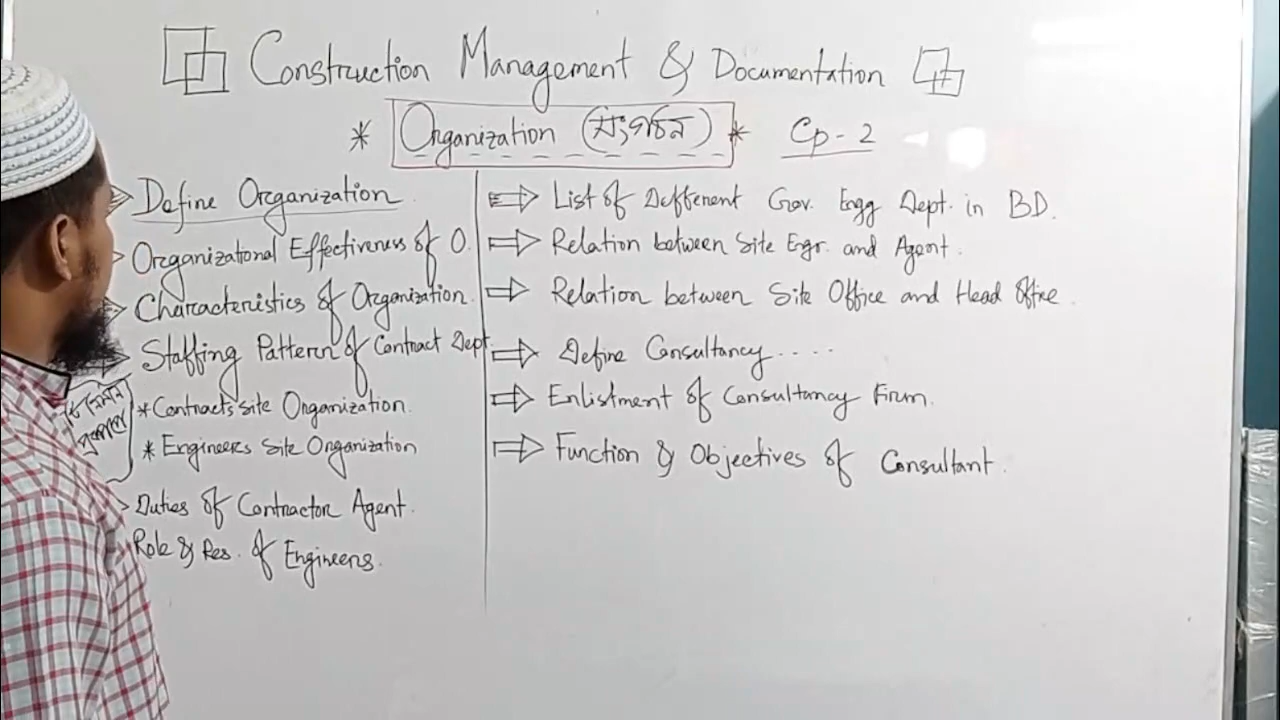 Construction Management & Documentation
* Organization (সংগঠন) * Cp - 2
Define Organization
Organizational Effectiveness of O.
Characteristics of Organization
Staffing Pattern of Contract Dept.
* Contracts site Organization
* Engineers Site Organization
Duties of Contractor Agent.
Role & Res. of Engineers.
List of Defferent Gov. Engg Dept. in BD.
Relation between Site Engr. and Agent.
Relation between Site Office and Head Office.
Define Consultancy....
Enlistment of Consultancy Firm.
Function & Objectives of Consultant.